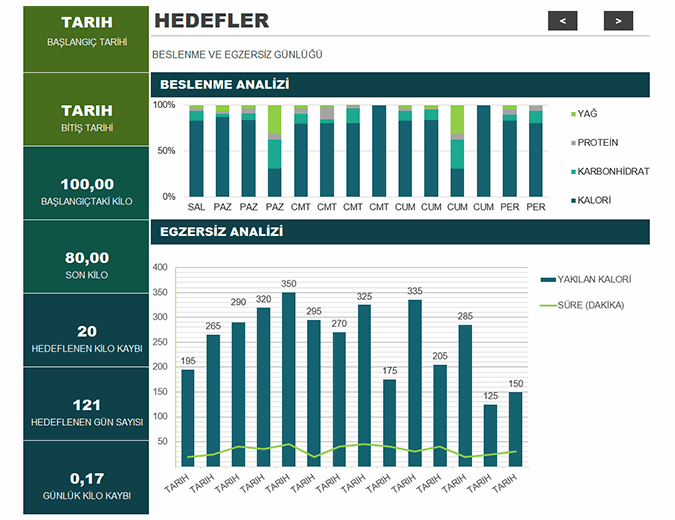 TARIH
BAŞLANGIÇ TARİHİ
TARIH
BİTİŞ TARİHİ
100,00
BAŞLANGIÇTAKİ KİLO
80,00
SON KİLO
20
HEDEFLENEN KİLO KAYBI
121
HEDEFLENEN GÜN SAYISI
0,17
GÜNLÜK KİLO KAYBI
HEDEFLER
< >
BESLENME VE EGZERSİZ GÜNLÜĞÜ
BESLENME ANALİZİ
100%
50%
0%
SAL PAZ PAZ PAZ CMT CMT CMT CMT CUM CUM CUM CUM PER PER
YAĞ
PROTEİN
KARBONHİDRAT
KALORİ
EGZERSİZ ANALİZİ
400
350
300
250
200
150
100
50
195 265 290 320 350 295 270 325 175 335 205 285 125 150
TARIH TARIH TARIH TARIH TARIH TARIH TARIH TARIH TARIH TARIH TARIH TARIH TARIH TARIH
YAKILAN KALORİ
SÜRE (DAKİKA)